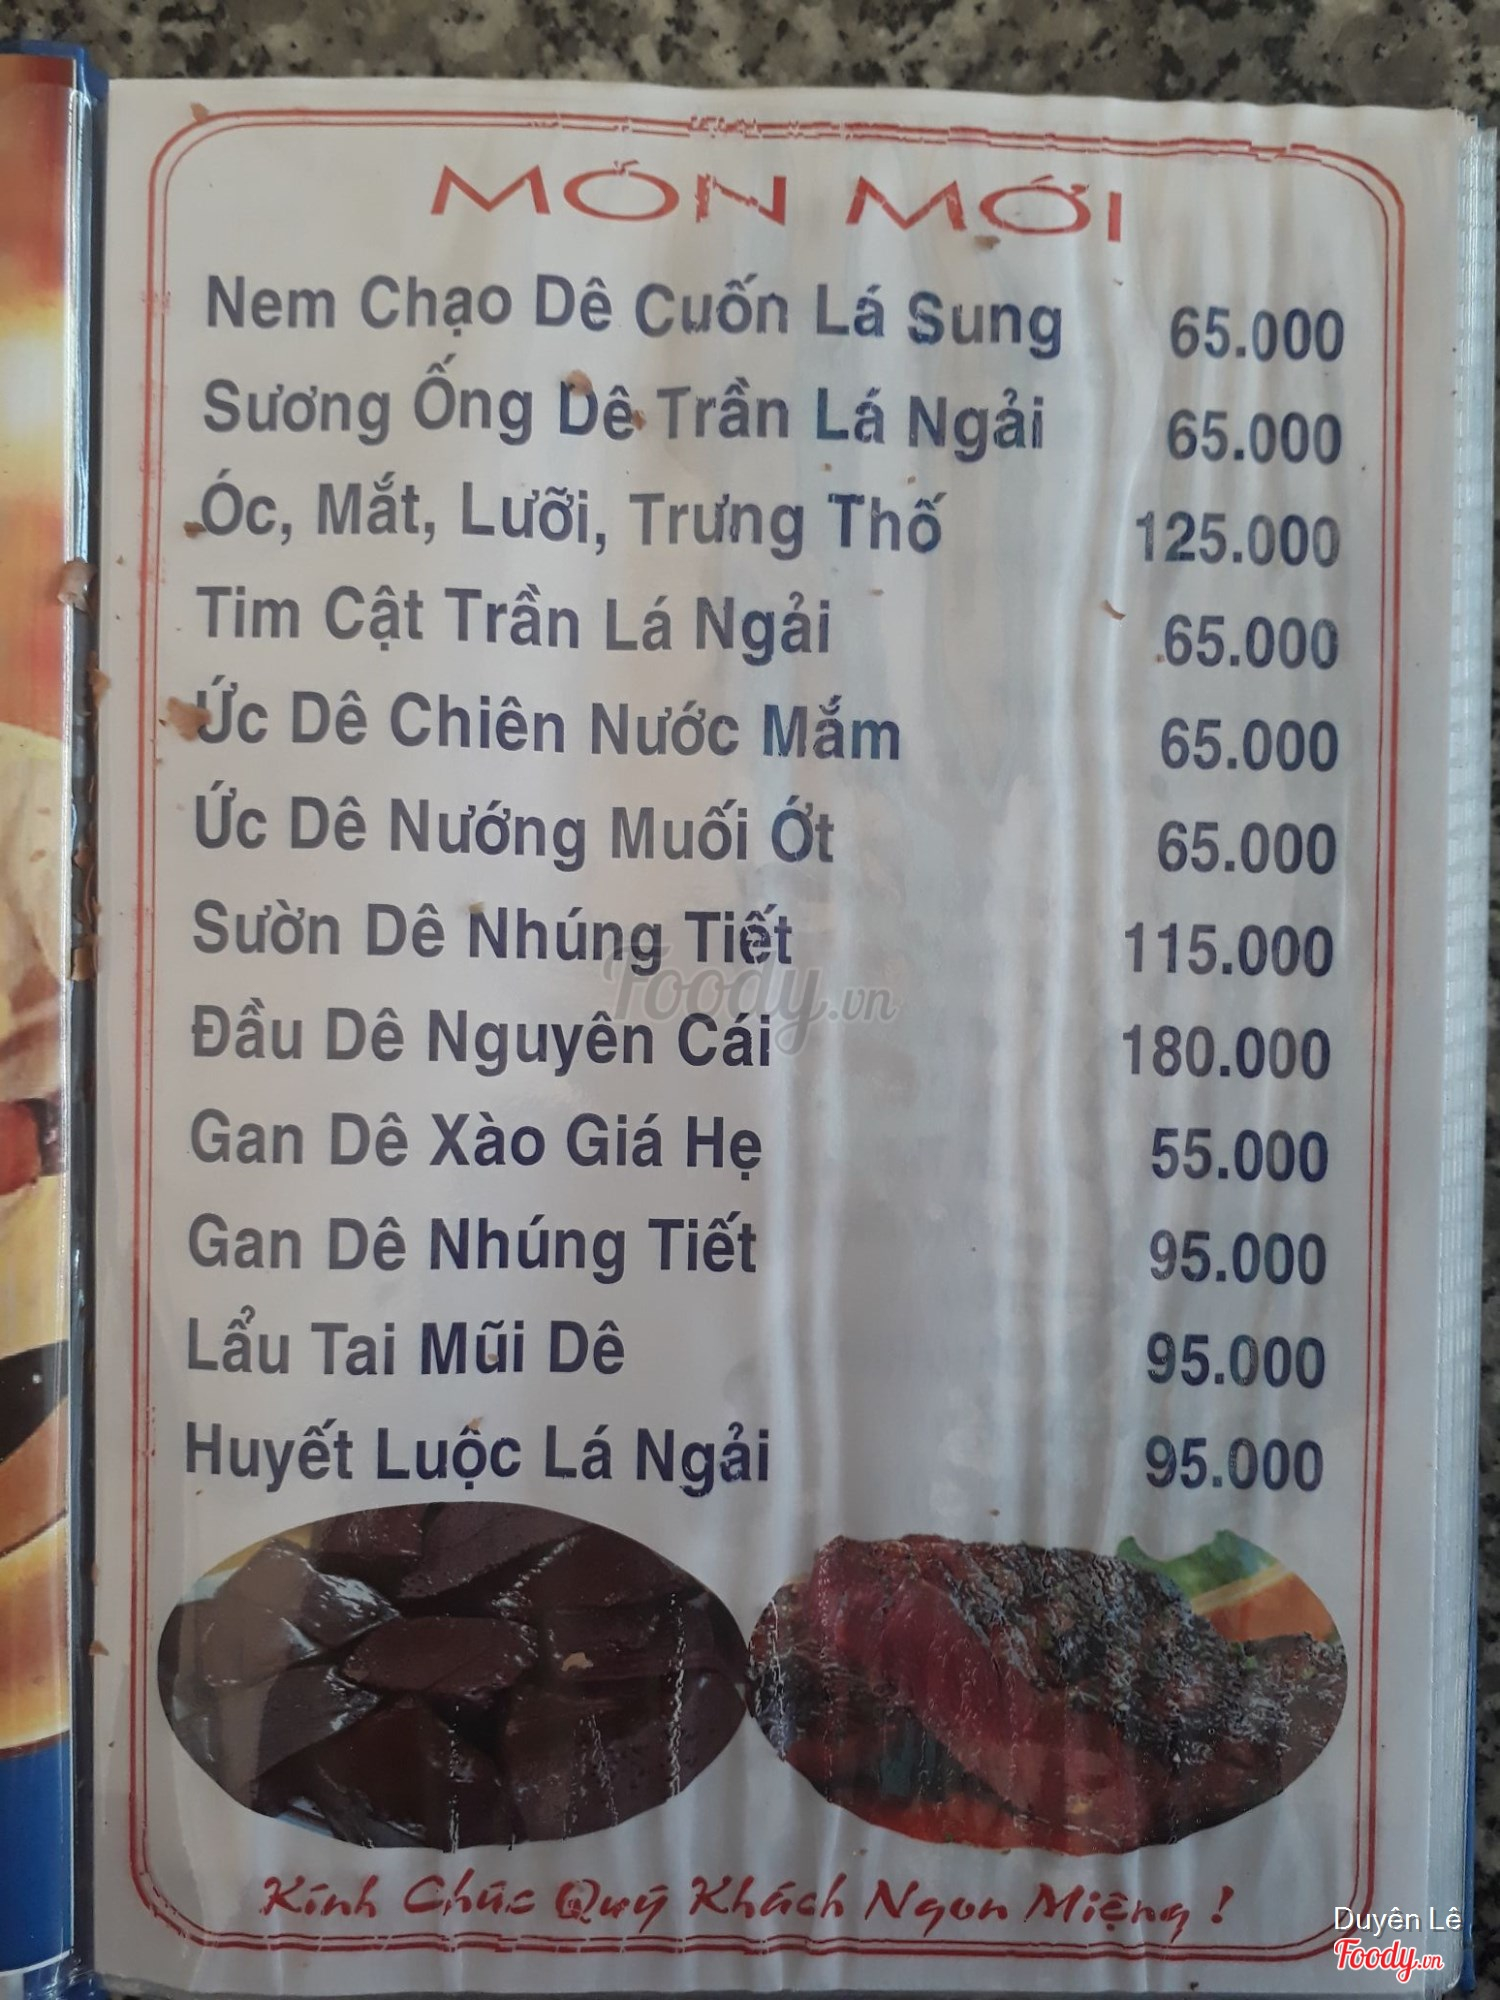 MÓN MỚI
Nem Chạo Dê Cuốn Lá Sung 65.000
Sương Ống Dê Trần Lá Ngải 65.000
Óc, Mắt, Lưỡi, Trưng Thố 125.000
Tim Cật Trần Lá Ngải 65.000
Ức Dê Chiên Nước Mắm 65.000
Ức Dê Nướng Muối Ớt 65.000
Sườn Dê Nhúng Tiết 115.000
Foody.vn
Đầu Dê Nguyên Cái 180.000
Gan Dê Xào Giá Hẹ 55.000
Gan Dê Nhúng Tiết 95.000
Lẩu Tai Mũi Dê 95.000
Huyết Luộc Lá Ngải 95.000
Kính Chúc Quý Khách Ngon Miệng !
Duyên Lê
Foody.vn